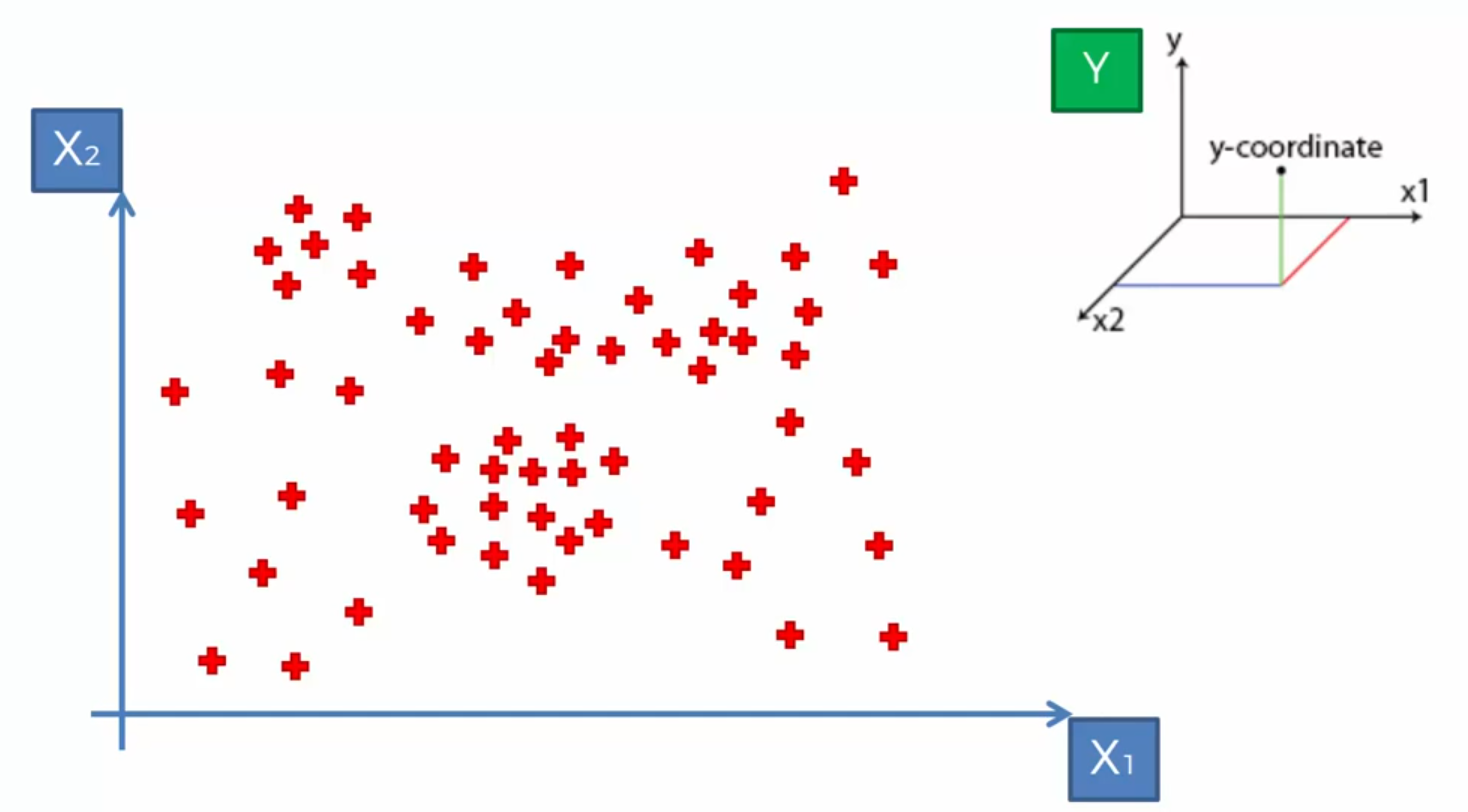 X₂
Y
y
y-coordinate
x1
x2
X₁